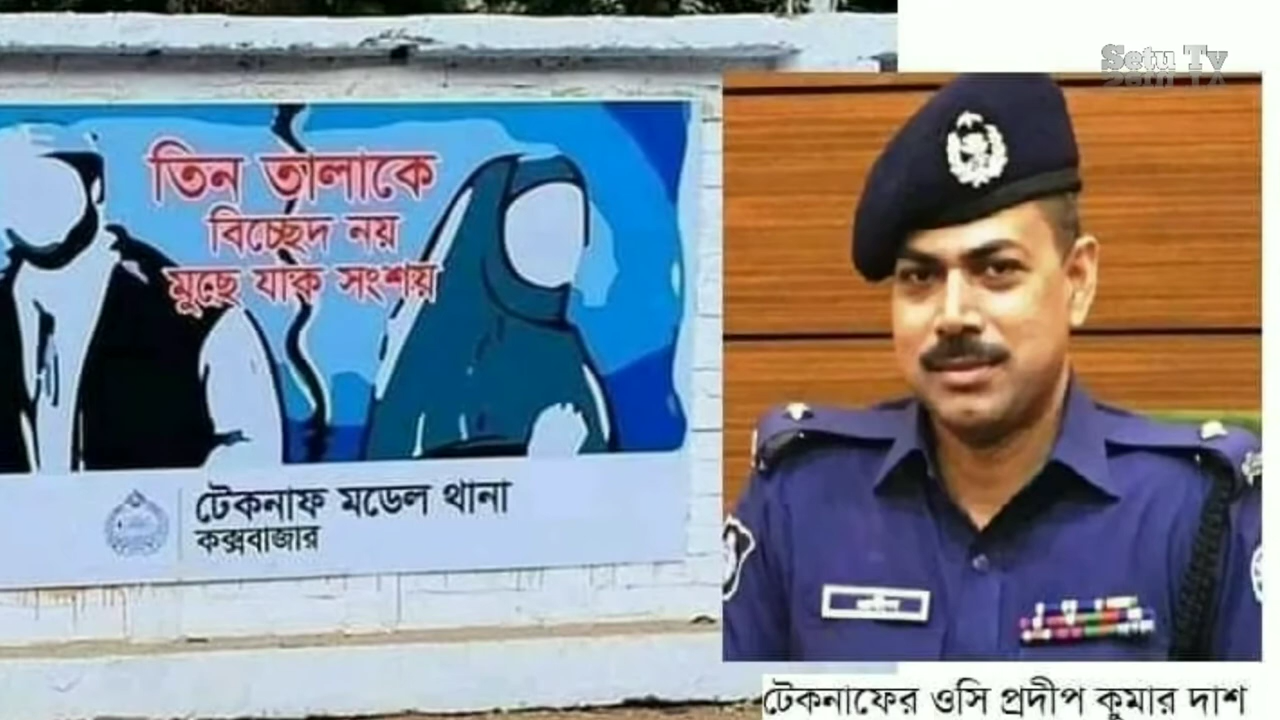 তিন তালাকে
বিচ্ছেদ নয়
মুছে যাক সংশয়
টেকনাফ মডেল থানা
কক্সবাজার
Setu Tv
টেকনাফের ওসি প্রদীপ কুমার দাশ